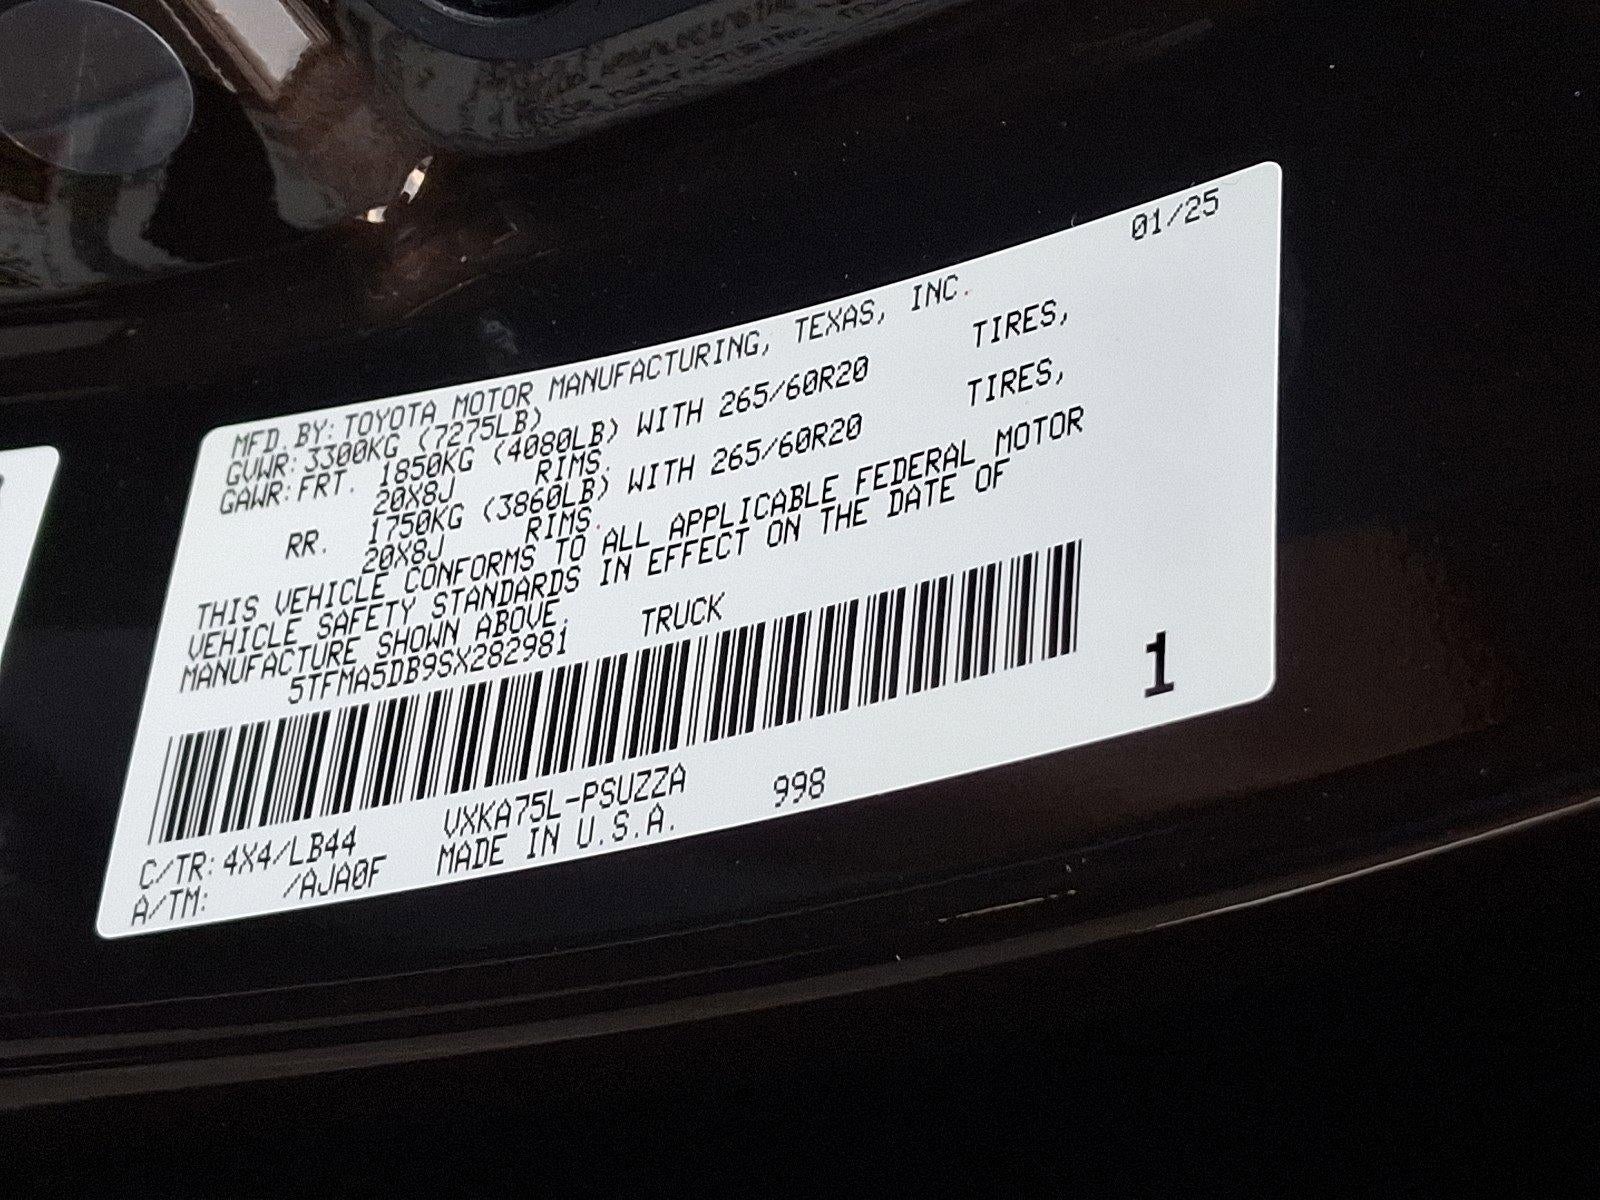 01/25
MFD. BY: TOYOTA MOTOR MANUFACTURING, TEXAS, INC.
GVWR: 3300KG (7275LB)
GAWR: FRT. 1850KG (4080LB) WITH 265/60R20 TIRES,
20X8J RIMS.
RR. 1750KG (3860LB) WITH 265/60R20 TIRES,
20X8J RIMS.
THIS VEHICLE CONFORMS TO ALL APPLICABLE FEDERAL MOTOR
VEHICLE SAFETY STANDARDS IN EFFECT ON THE DATE OF
MANUFACTURE SHOWN ABOVE.
5TFMA5DB9SX282981 TRUCK
1
VXKA75L-PSUZZA 998
C/TR: 4X4/LB44 MADE IN U.S.A.
A/TM: /AJA0F